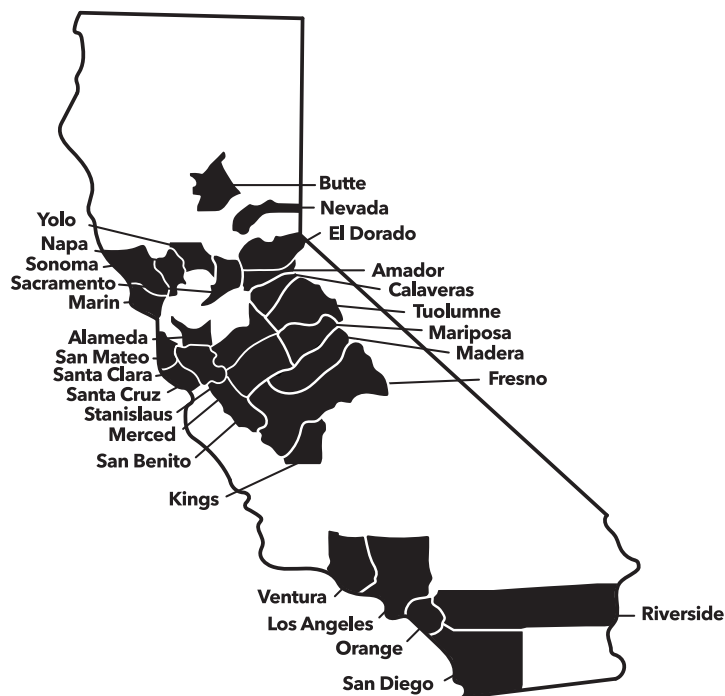 Butte
Nevada
El Dorado
Yolo
Napa
Sonoma
Sacramento
Marin
Amador
Calaveras
Tuolumne
Mariposa
Madera
Fresno
Alameda
San Mateo
Santa Clara
Santa Cruz
Stanislaus
Merced
San Benito
Kings
Ventura
Los Angeles
Orange
San Diego
Riverside